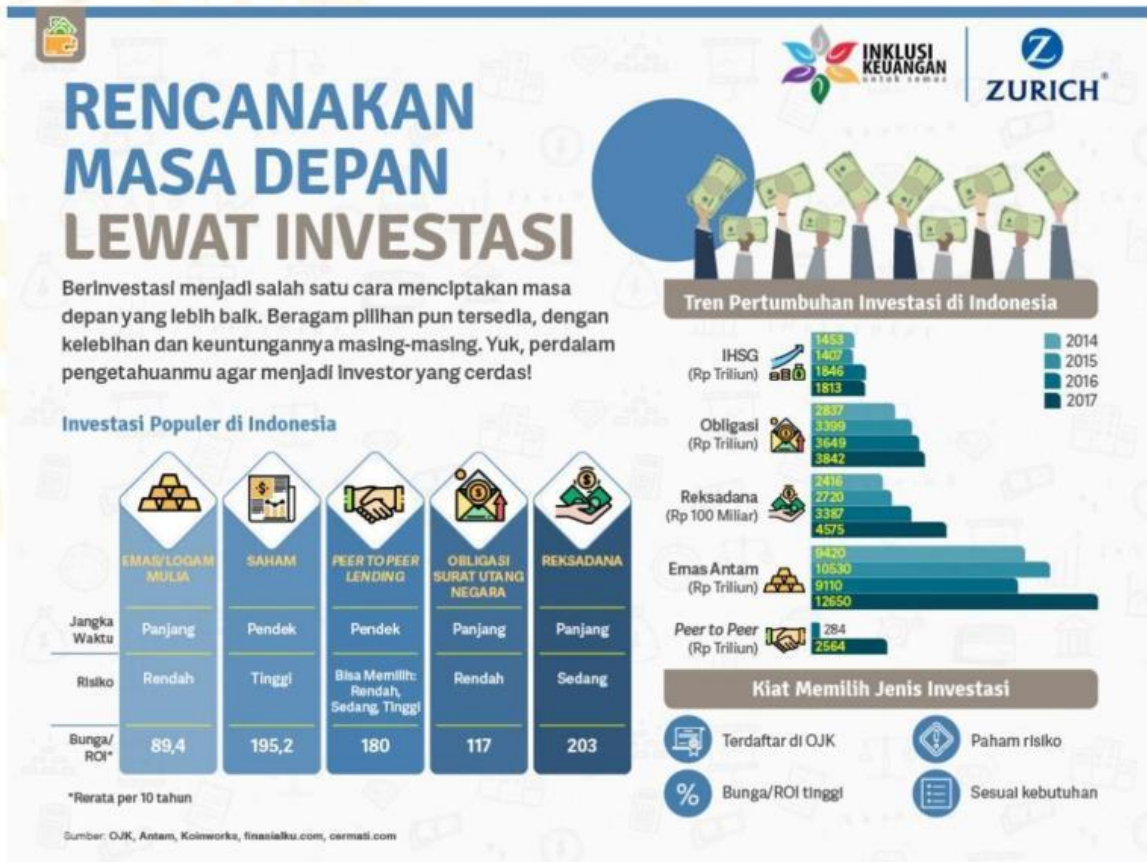 INKLUSI
KEUANGAN
untuk semua
Z
ZURICH®
RENCANAKAN
MASA DEPAN
LEWAT INVESTASI
Berinvestasi menjadi salah satu cara menciptakan masa
depan yang lebih baik. Beragam pilihan pun tersedia, dengan
kelebihan dan keuntungannya masing-masing. Yuk, perdalam
pengetahuanmu agar menjadi investor yang cerdas!
Investasi Populer di Indonesia
EMAS/LOGAM
MULIA
SAHAM
PEER TO PEER
LENDING
OBLIGASI
SURAT UTANG
NEGARA
REKSADANA
Jangka
Waktu
Panjang
Pendek
Pendek
Panjang
Panjang
Risiko
Rendah
Tinggi
Bisa Memilih:
Rendah,
Sedang, Tinggi
Rendah
Sedang
Bunga/
ROI*
89,4
195,2
180
117
203
*Rerata per 10 tahun
Sumber: OJK, Antam, Koinworks, finasialku.com, cermati.com
Tren Pertumbuhan Investasi di Indonesia
2014
2015
2016
2017
IHSG
(Rp Triliun)
1453
1407
1846
1813
Obligasi
(Rp Triliun)
2837
3399
3649
3842
Reksadana
(Rp 100 Miliar)
2416
2720
3387
4575
Emas Antam
(Rp Triliun)
9420
10530
9110
12650
Peer to Peer
(Rp Triliun)
284
2564
Kiat Memilih Jenis Investasi
Terdaftar di OJK
Paham risiko
% Bunga/ROI tinggi
Sesuai kebutuhan